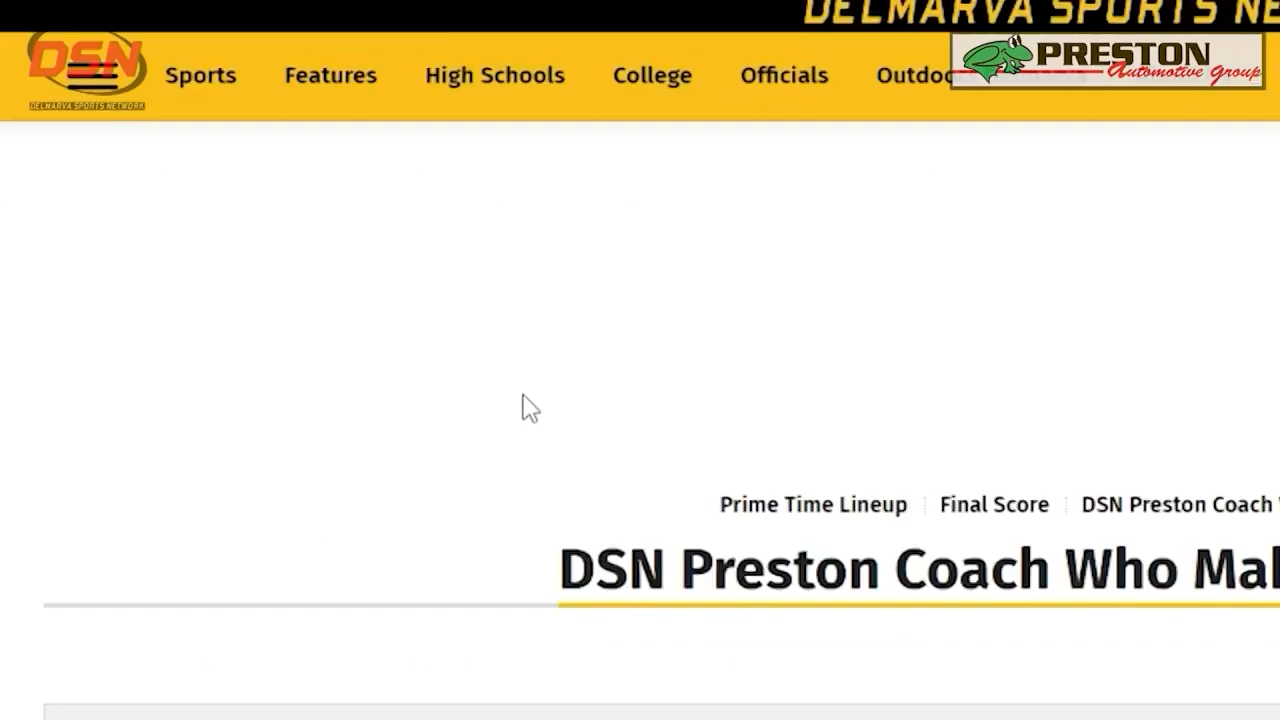 DELMARVA SPORTS NE
DSN
DELMARVA SPORTS NETWORK
Sports
Features
High Schools
College
Officials
Outdoo
PRESTON
Automotive Group
Prime Time Lineup
Final Score
DSN Preston Coach
DSN Preston Coach Who Mak